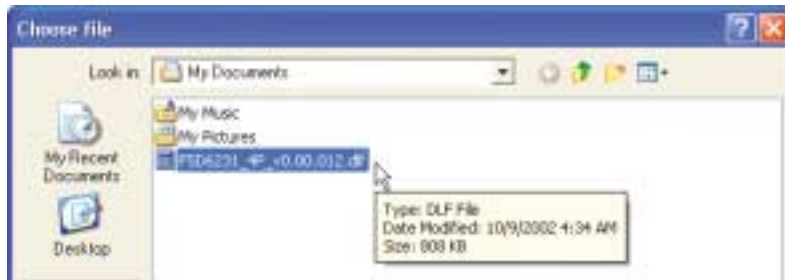 Choose file
Look in:
My Documents
My Music
My Pictures
My Recent
Documents
Desktop
Type: DLF File
Date Modified: 10/9/2002 4:34 AM
Size: 808 KB